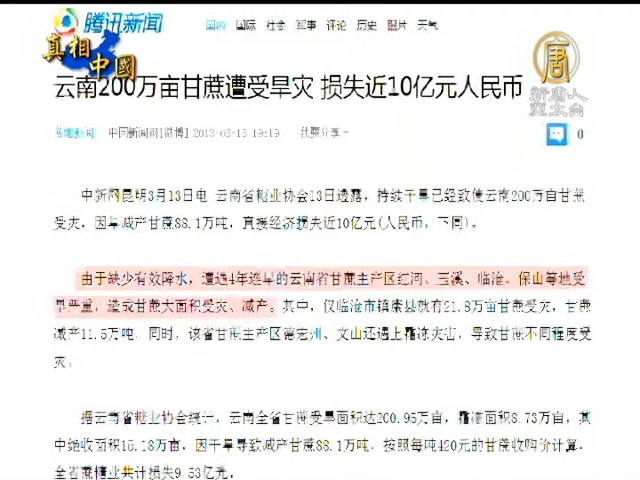 腾讯新闻
国内 国际 社会 军事 评论 历史 图片 天气
真相
中國
唐
新唐人
亚太台
云南200万亩甘蔗遭受旱灾 损失近10亿元人民币
各地新闻 中国新闻网[微博] 2013-03-13 19:19 我要分享
0
中新网昆明3月13日电 云南省糖业协会13日透露，持续干旱已经致使云南200万亩甘蔗
受灾，因旱减产甘蔗88.1万吨，直接经济损失近10亿元(人民币，下同)。
由于缺少有效降水，遭遇4年连旱的云南省甘蔗主产区红河、玉溪、临沧、保山等地受
旱严重，造成甘蔗大面积受灾、减产。其中，仅临沧市镇康县就有21.8万亩甘蔗受灾，甘蔗
减产11.5万吨。同时，该省甘蔗主产区德宏州、文山还遇上霜冻灾害，导致甘蔗不同程度受
灾。
据云南省糖业协会统计，云南全省甘蔗受旱面积达200.95万亩，霜冻面积8.73万亩，其
中绝收面积15.18万亩，因干旱导致减产甘蔗88.1万吨，按照每吨420元的甘蔗收购价计算，
全省蔗糖业共计损失9.53亿元。